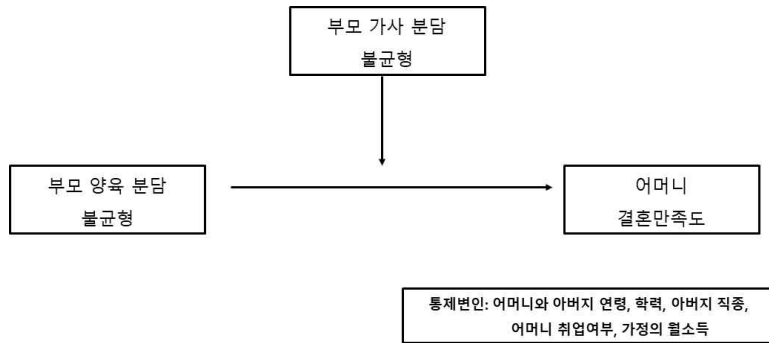 부모 가사 분담
불균형
부모 양육 분담
불균형
어머니
결혼만족도
통제변인: 어머니와 아버지 연령, 학력, 아버지 직종,
어머니 취업여부, 가정의 월소득